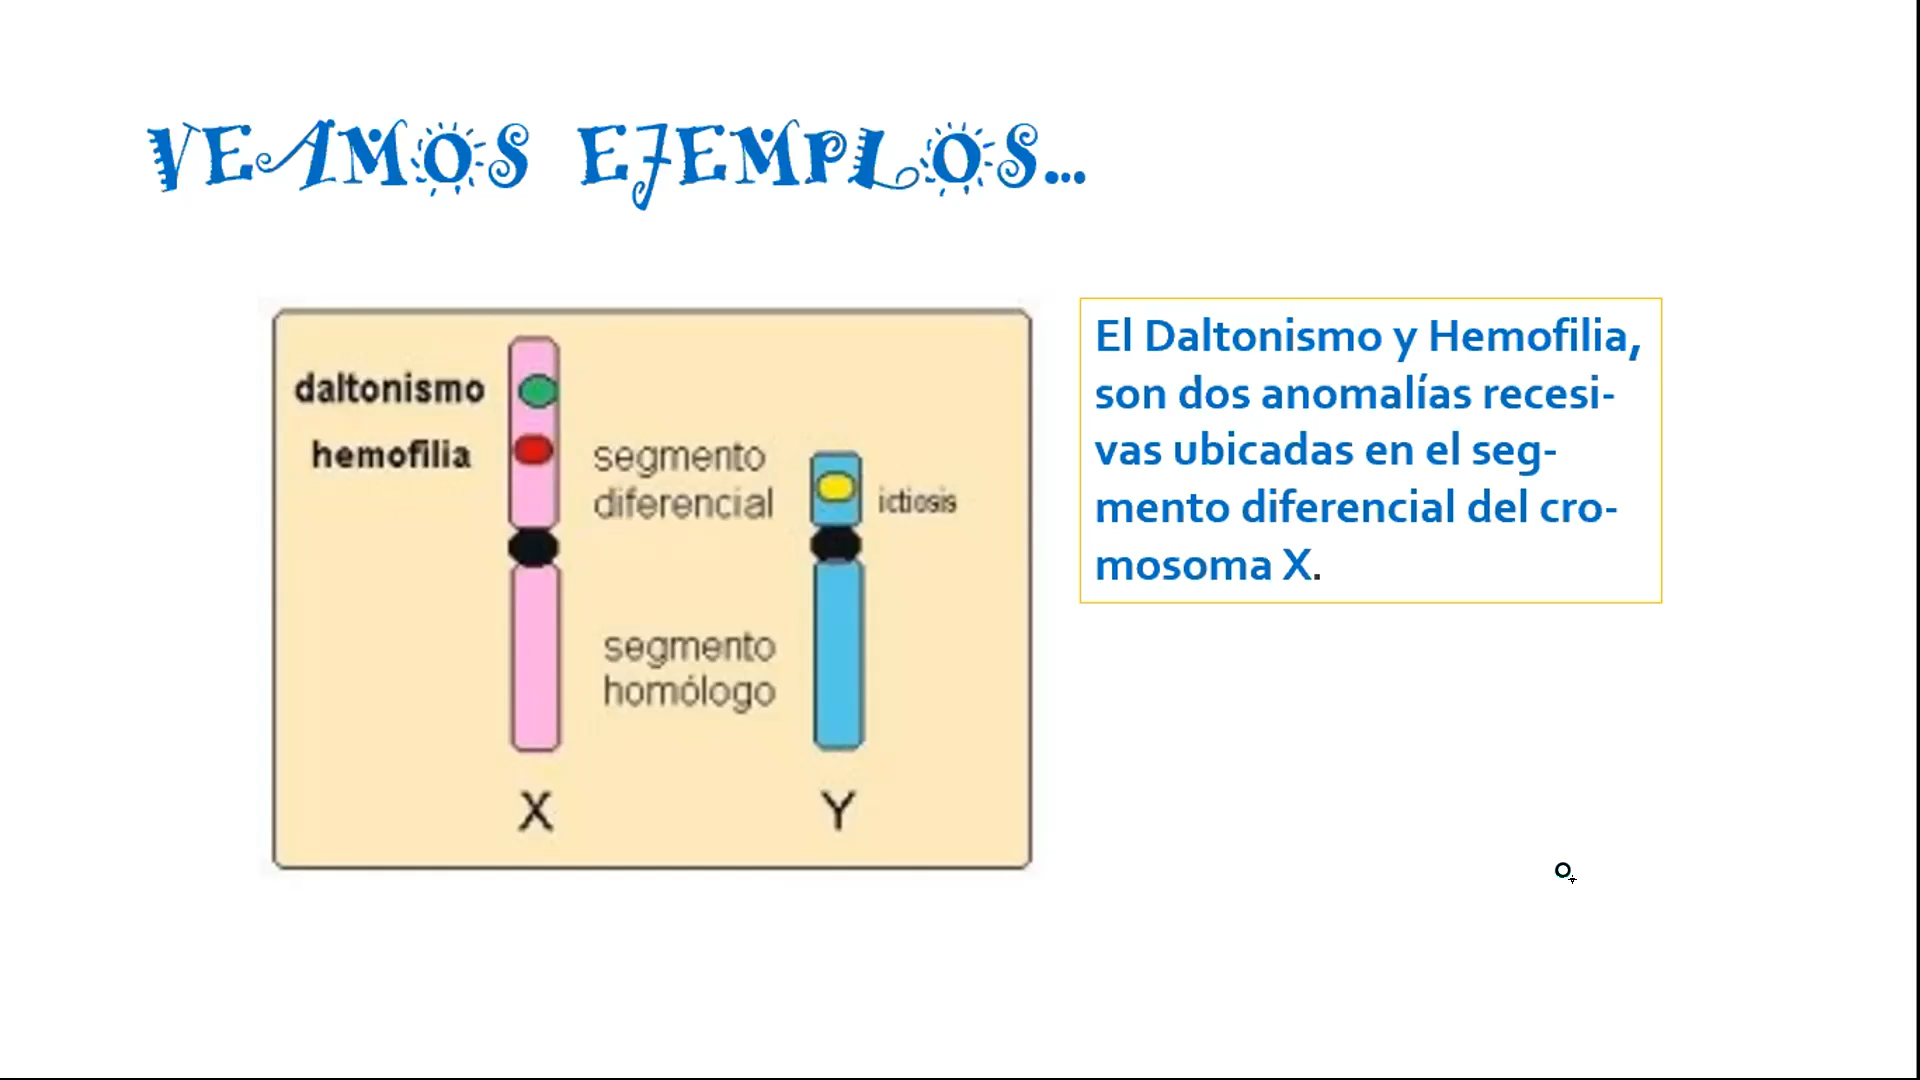 VEAMOS EJEMPLOS...
daltonismo
hemofilia
segmento
diferencial
ictiosis
segmento
homólogo
X
Y
El Daltonismo y Hemofilia,
son dos anomalías recesi-
vas ubicadas en el seg-
mento diferencial del cro-
mosoma X.